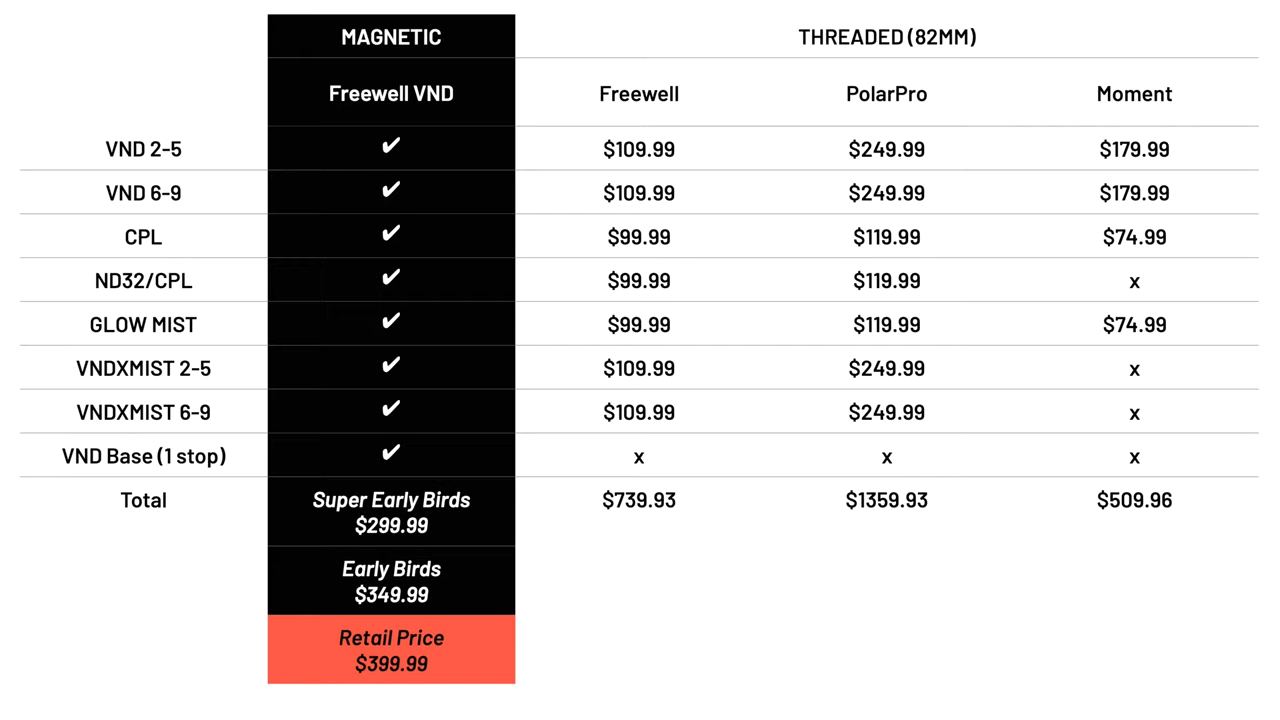 MAGNETIC THREADED (82MM)
Freewell VND Freewell PolarPro Moment
VND 2-5 ✔ $109.99 $249.99 $179.99
VND 6-9 ✔ $109.99 $249.99 $179.99
CPL ✔ $99.99 $119.99 $74.99
ND32/CPL ✔ $99.99 $119.99 x
GLOW MIST ✔ $99.99 $119.99 $74.99
VNDXMIST 2-5 ✔ $109.99 $249.99 x
VNDXMIST 6-9 ✔ $109.99 $249.99 x
VND Base (1 stop) ✔ x x x
Total Super Early Birds $739.93 $1359.93 $509.96
$299.99
Early Birds
$349.99
Retail Price
$399.99